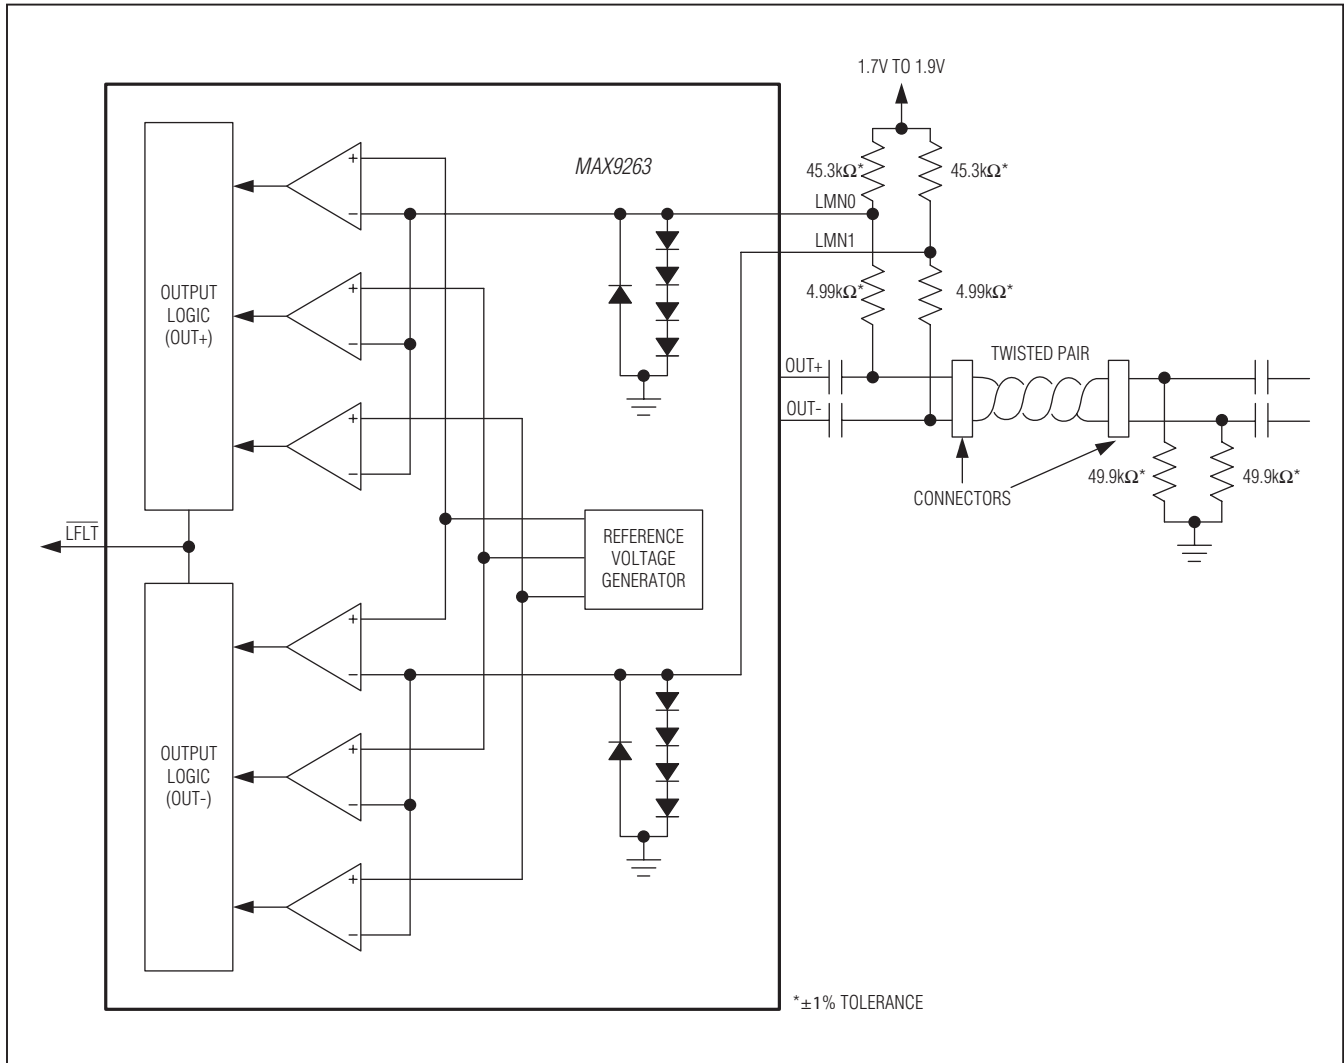 1.7V TO 1.9V
MAX9263
45.3kΩ*
45.3kΩ*
LMN0
LMN1
4.99kΩ*
4.99kΩ*
OUTPUT
LOGIC
(OUT+)
TWISTED PAIR
OUT+
OUT-
49.9kΩ*
49.9kΩ*
CONNECTORS
LFLT
REFERENCE
VOLTAGE
GENERATOR
OUTPUT
LOGIC
(OUT-)
+
−
+
−
+
−
+
−
+
−
+
−
*±1% TOLERANCE